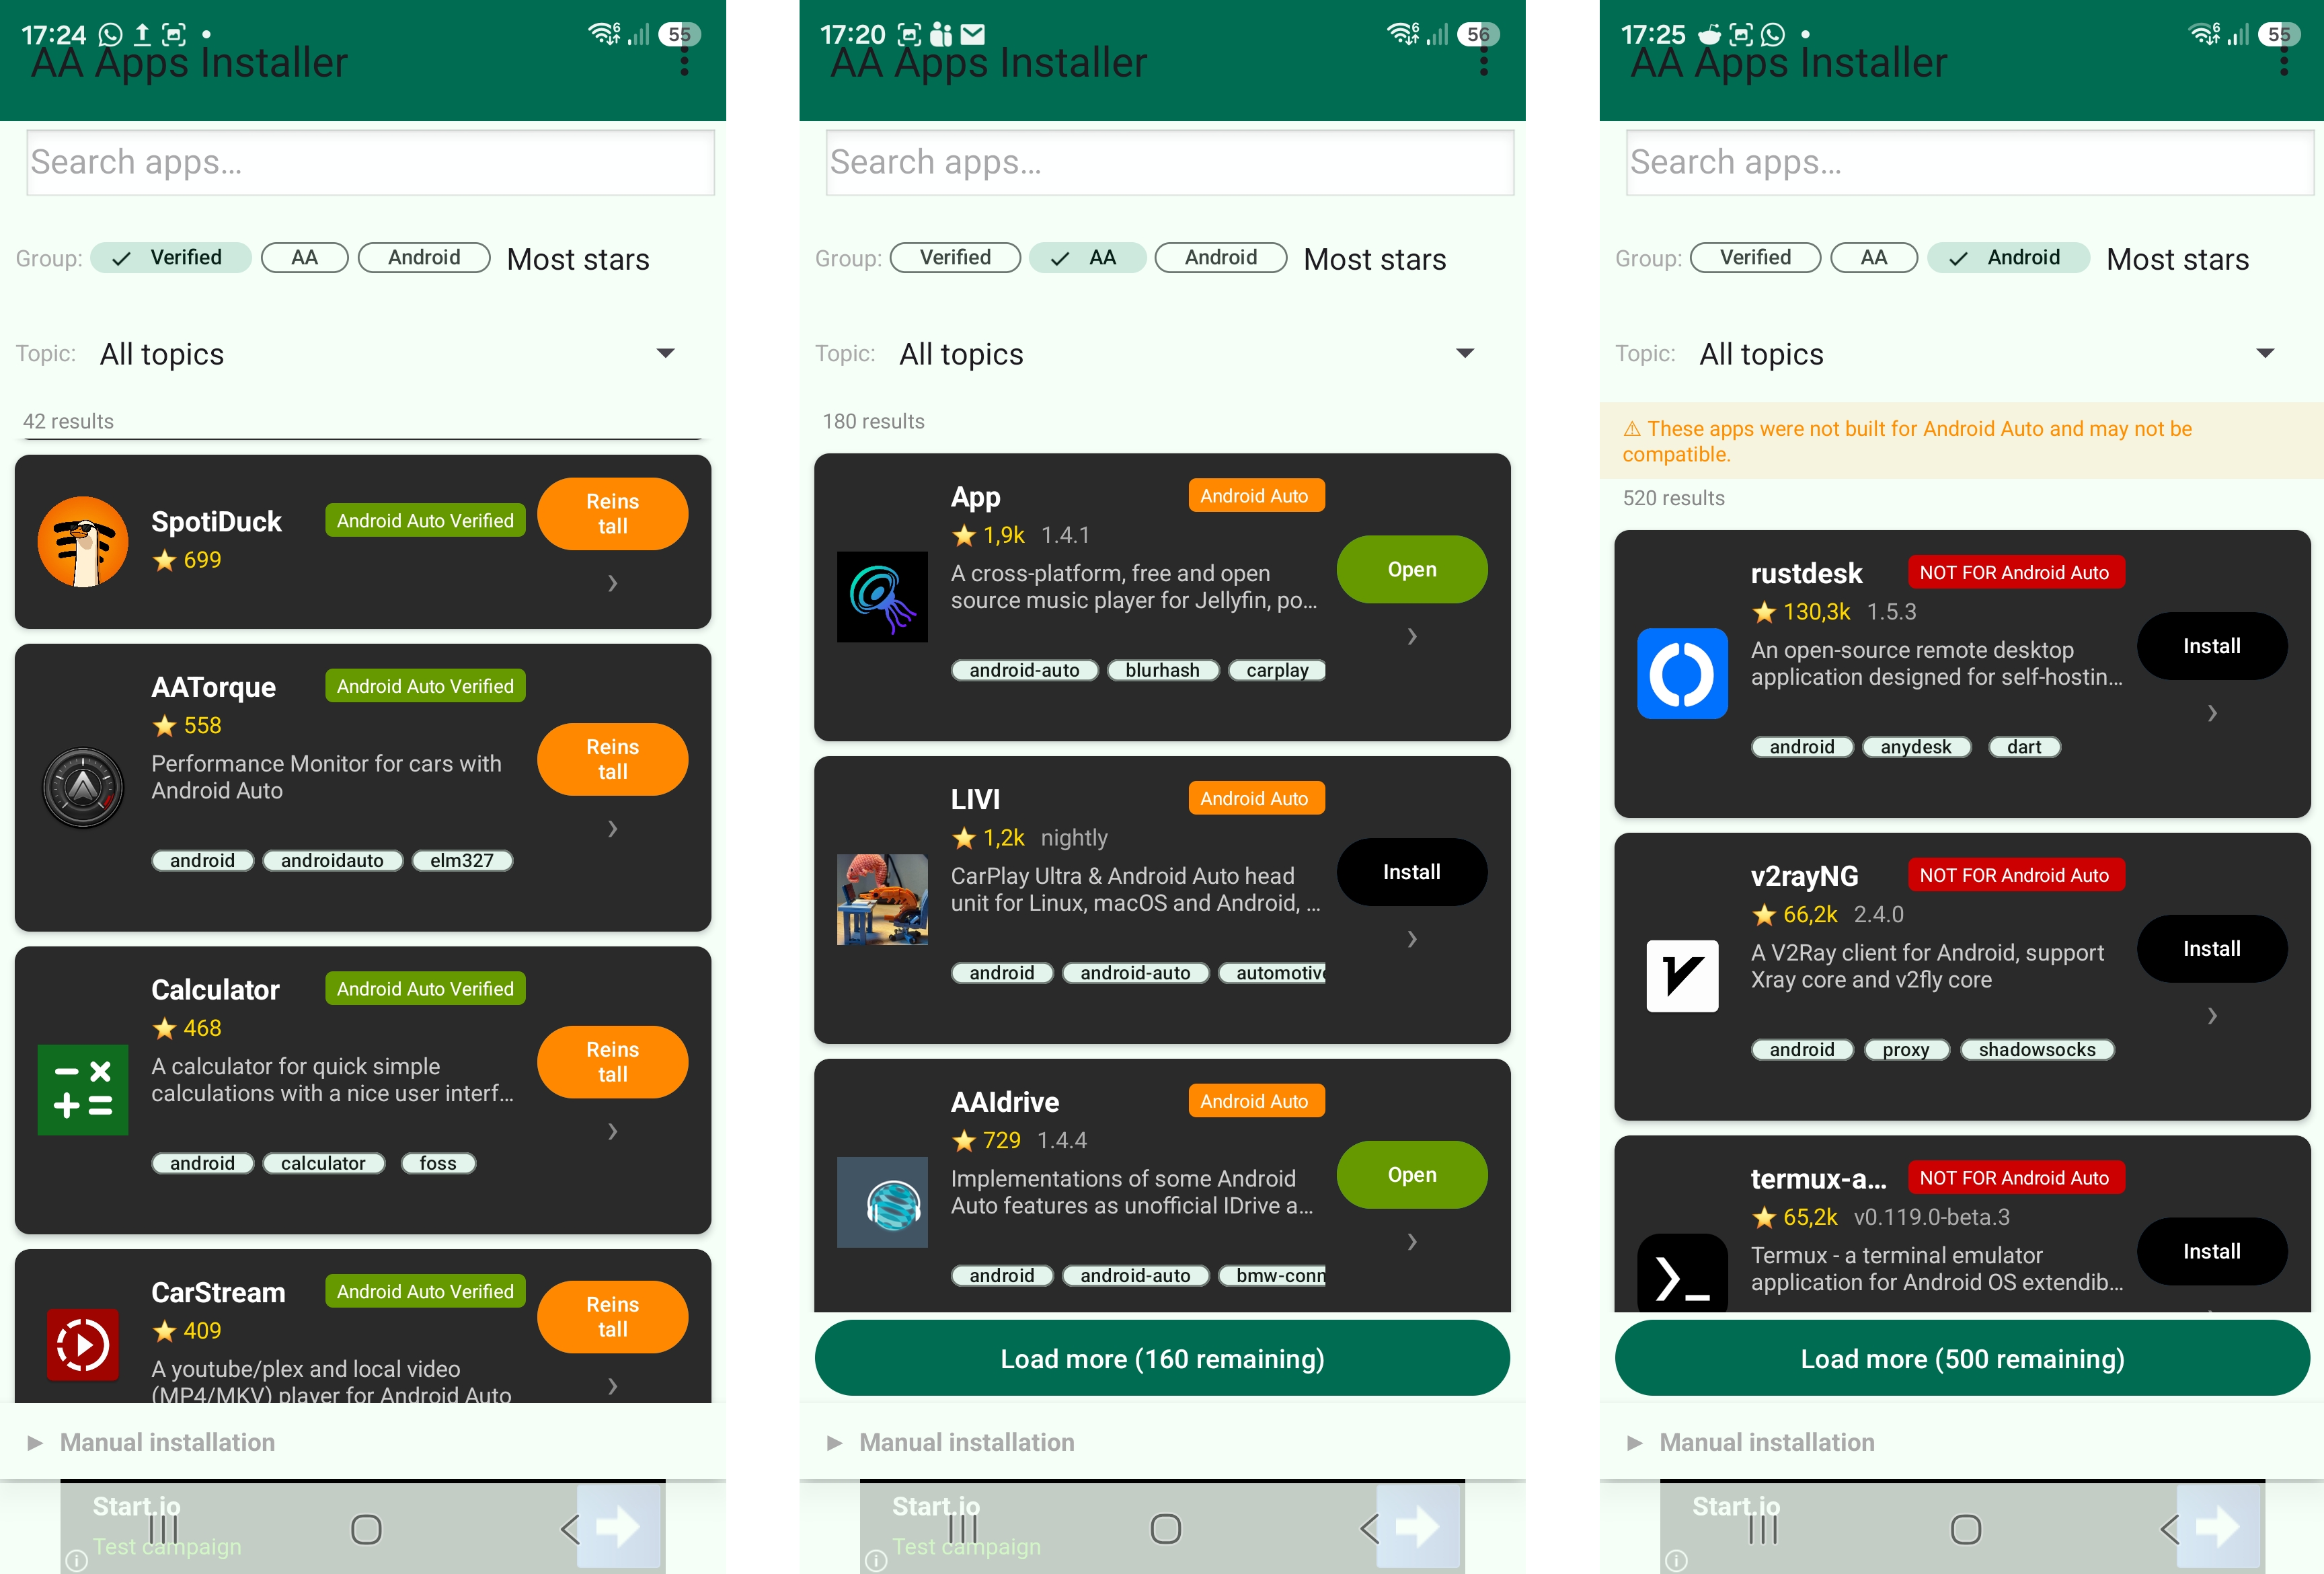 17:24
55
AA Apps Installer
Search apps...
Group: Verified AA Android Most stars
Topic: All topics
42 results
SpotiDuck Android Auto Verified
699
Reins
tall
AATorque Android Auto Verified
558
Performance Monitor for cars with
Android Auto
Reins
tall
android androidauto elm327
Calculator Android Auto Verified
468
A calculator for quick simple
calculations with a nice user interf...
Reins
tall
android calculator foss
CarStream Android Auto Verified
409
A youtube/plex and local video
(MP4/MKV) player for Android Auto
Reins
tall
Manual installation
Start.io
Test campaign
17:20
56
AA Apps Installer
Search apps...
Group: Verified AA Android Most stars
Topic: All topics
180 results
App Android Auto
1,9k 1.4.1
A cross-platform, free and open
source music player for Jellyfin, po...
Open
android-auto blurhash carplay
LIVI Android Auto
1,2k nightly
CarPlay Ultra & Android Auto head
unit for Linux, macOS and Android, ...
Install
android android-auto automotive
AAIdrive Android Auto
729 1.4.4
Implementations of some Android
Auto features as unofficial IDrive a...
Open
android android-auto bmw-conn
Load more (160 remaining)
Manual installation
Start.io
Test campaign
17:25
55
AA Apps Installer
Search apps...
Group: Verified AA Android Most stars
Topic: All topics
⚠ These apps were not built for Android Auto and may not be
compatible.
520 results
rustdesk NOT FOR Android Auto
130,3k 1.5.3
An open-source remote desktop
application designed for self-hostin...
Install
android anydesk dart
v2rayNG NOT FOR Android Auto
66,2k 2.4.0
A V2Ray client for Android, support
Xray core and v2fly core
Install
android proxy shadowsocks
termux-a... NOT FOR Android Auto
65,2k v0.119.0-beta.3
Termux - a terminal emulator
application for Android OS extendib...
Install
Load more (500 remaining)
Manual installation
Start.io